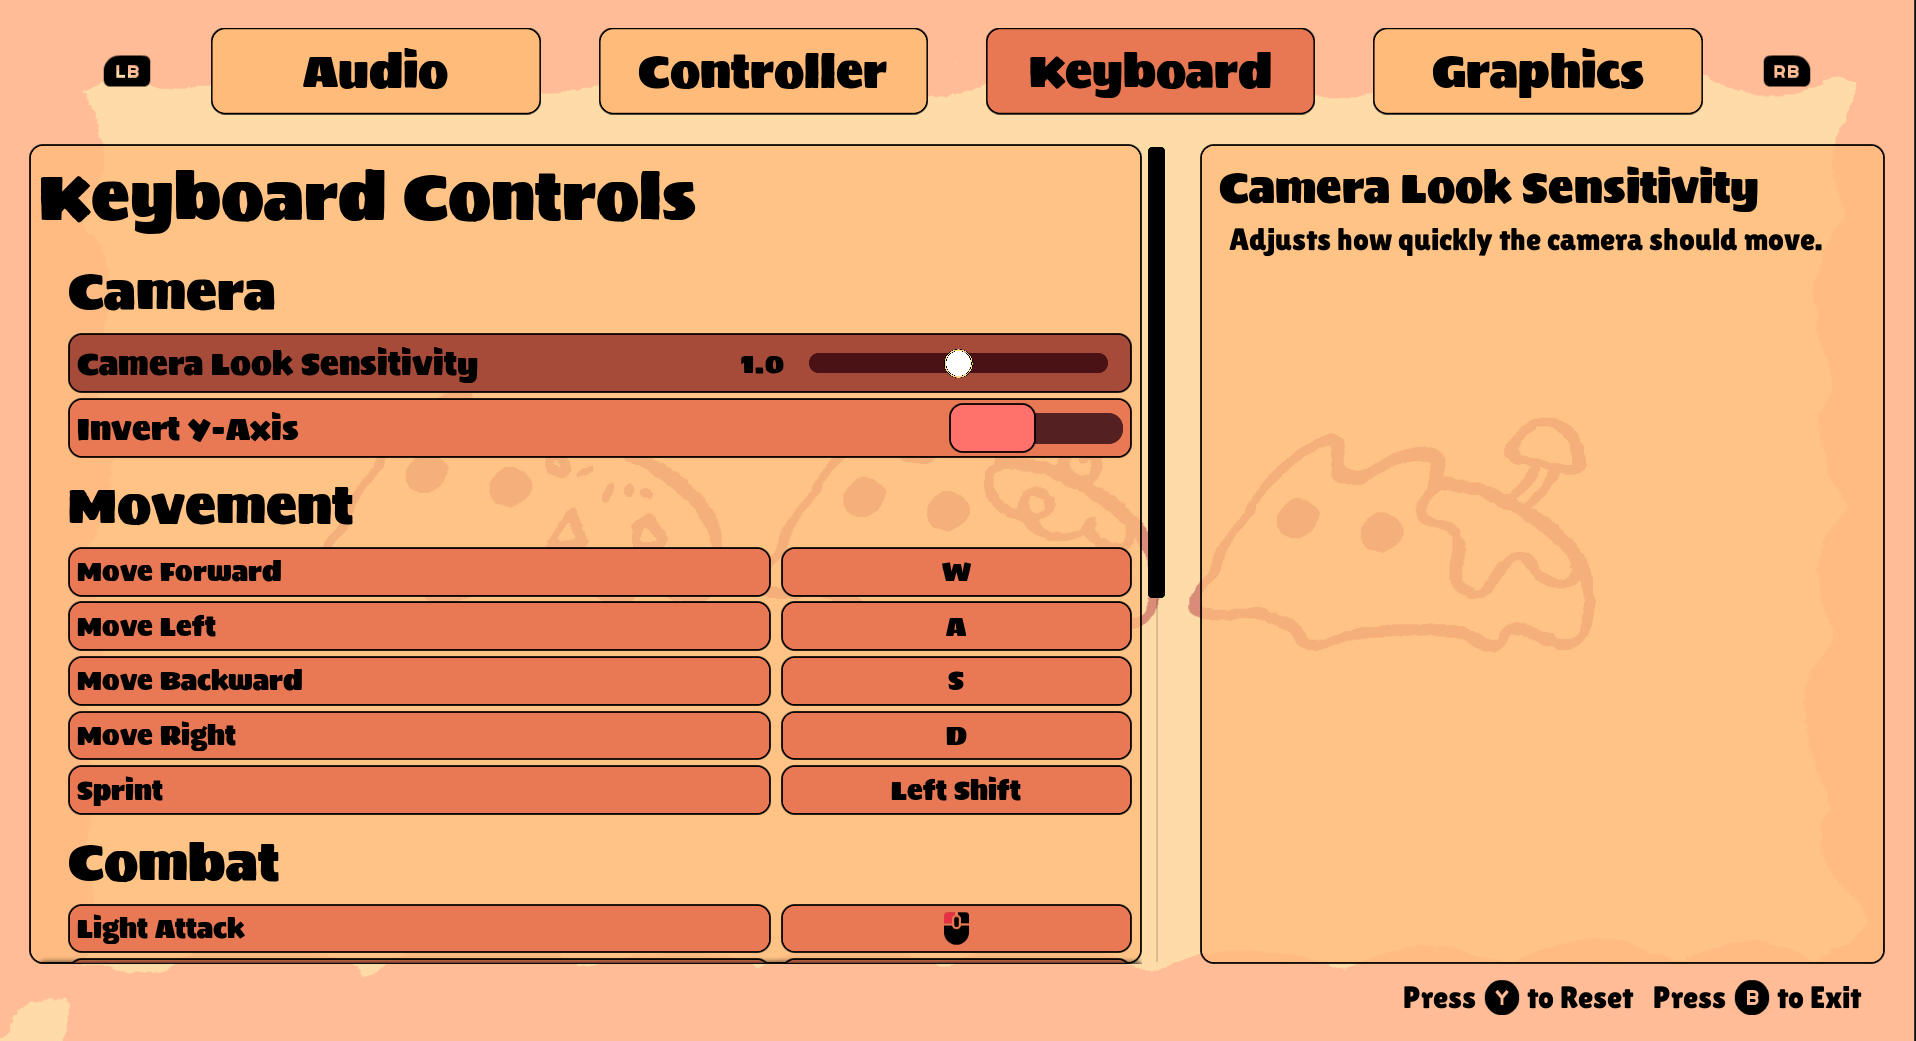 LB
Audio
Controller
Keyboard
Graphics
RB
Keyboard Controls
Camera
Camera Look Sensitivity 1.0
Invert Y-Axis
Movement
Move Forward W
Move Left A
Move Backward S
Move Right D
Sprint Left Shift
Combat
Light Attack
Camera Look Sensitivity
Adjusts how quickly the camera should move.
Press Y to Reset Press B to Exit